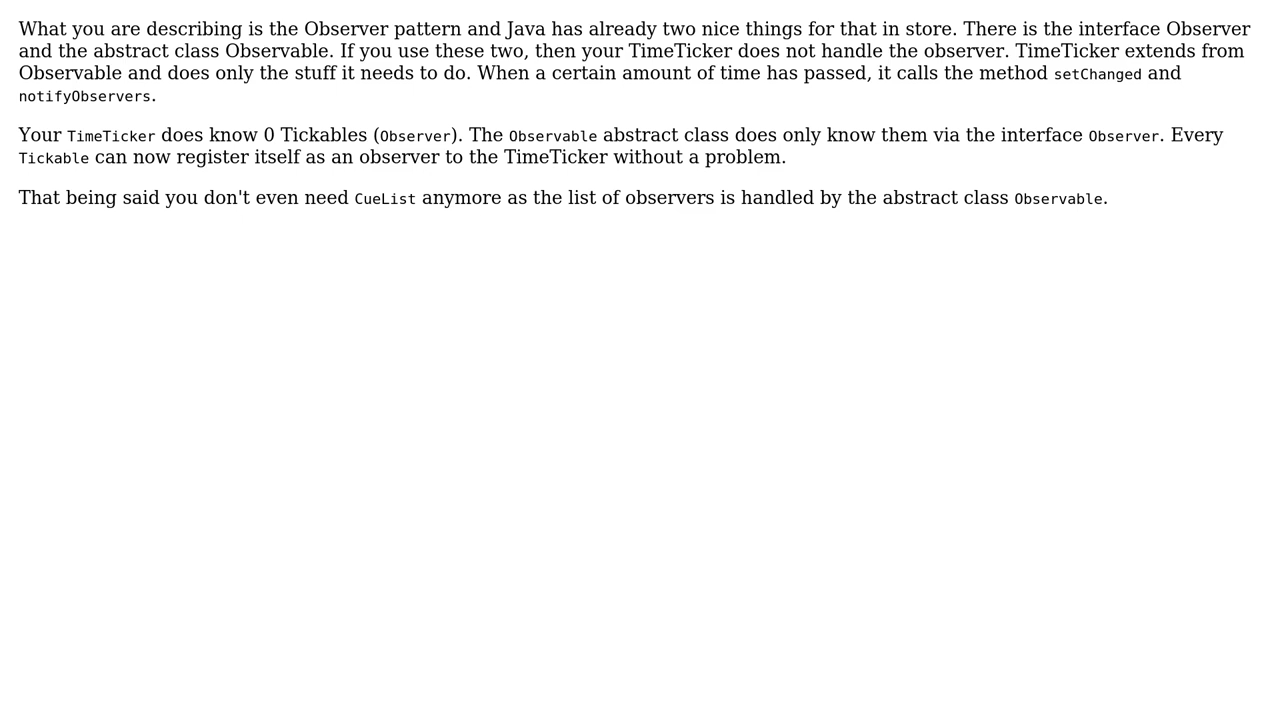 What you are describing is the Observer pattern and Java has already two nice things for that in store. There is the interface Observer
and the abstract class Observable. If you use these two, then your TimeTicker does not handle the observer. TimeTicker extends from
Observable and does only the stuff it needs to do. When a certain amount of time has passed, it calls the method setChanged and
notifyObservers.
Your TimeTicker does know 0 Tickables (Observer). The Observable abstract class does only know them via the interface Observer. Every
Tickable can now register itself as an observer to the TimeTicker without a problem.
That being said you don't even need CueList anymore as the list of observers is handled by the abstract class Observable.